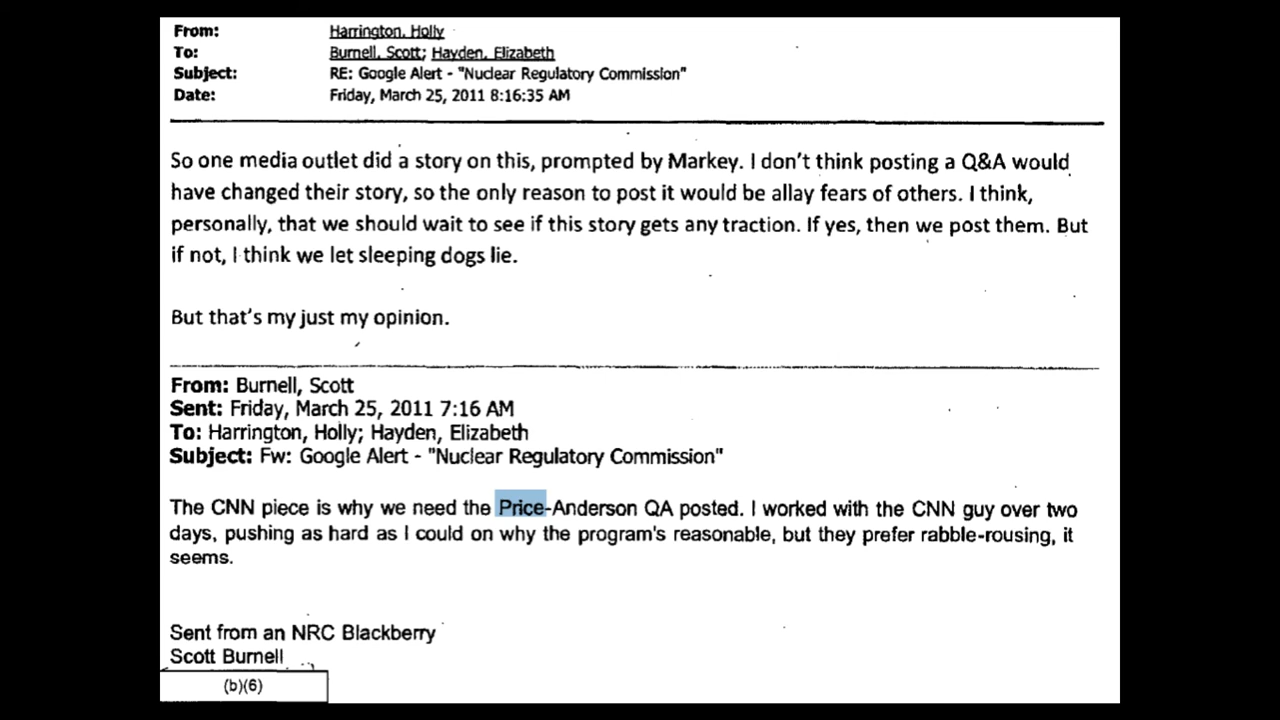 From: Harrington, Holly
To: Burnell, Scott; Hayden, Elizabeth
Subject: RE: Google Alert - "Nuclear Regulatory Commission"
Date: Friday, March 25, 2011 8:16:35 AM
So one media outlet did a story on this, prompted by Markey. I don't think posting a Q&A would
have changed their story, so the only reason to post it would be allay fears of others. I think,
personally, that we should wait to see if this story gets any traction. If yes, then we post them. But
if not, I think we let sleeping dogs lie.
But that's my just my opinion.
From: Burnell, Scott
Sent: Friday, March 25, 2011 7:16 AM
To: Harrington, Holly; Hayden, Elizabeth
Subject: Fw: Google Alert - "Nuclear Regulatory Commission"
The CNN piece is why we need the Price-Anderson QA posted. I worked with the CNN guy over two
days, pushing as hard as I could on why the program's reasonable, but they prefer rabble-rousing, it
seems.
Sent from an NRC Blackberry
Scott Burnell
(b)(6)